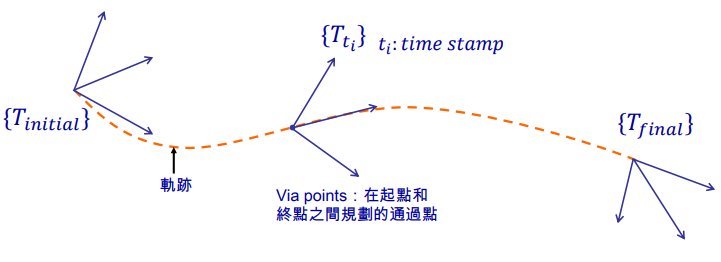 {T_{t_i}} t_i: time stamp
{T_{initial}}
{T_{final}}
軌跡
Via points：在起點和
終點之間規劃的通過點